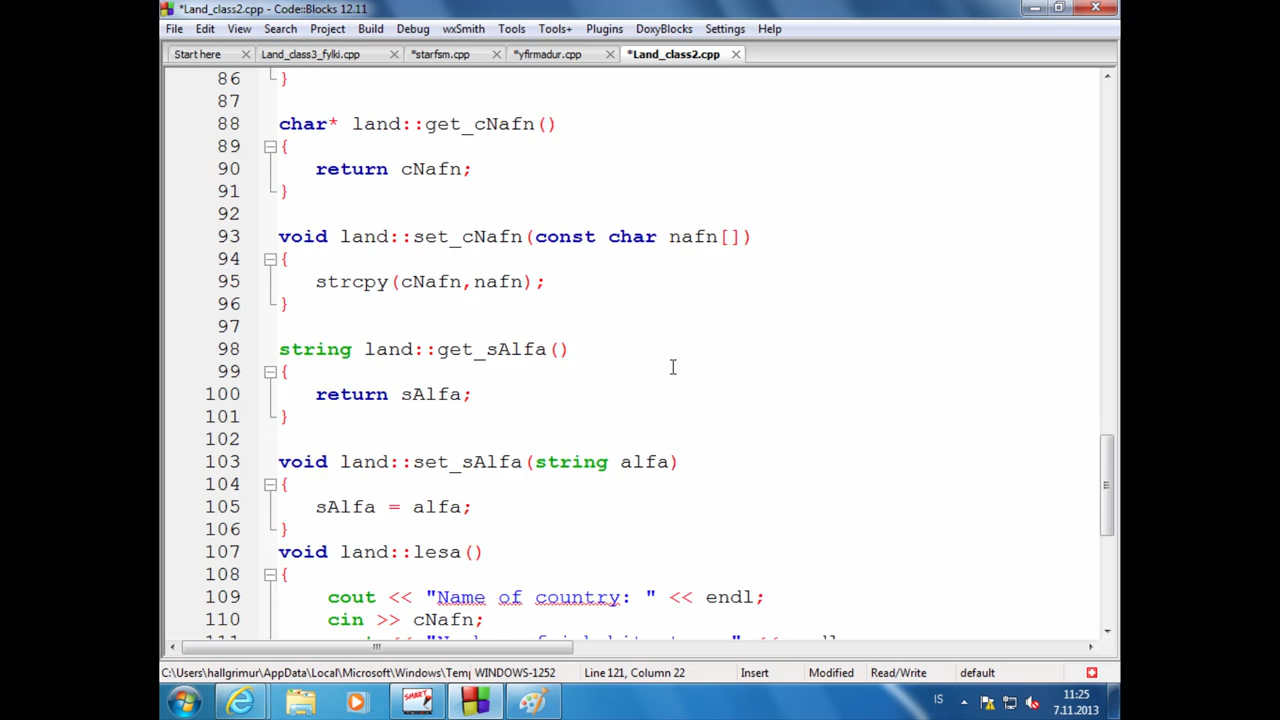 *Land_class2.cpp - Code::Blocks 12.11
File Edit View Search Project Build Debug wxSmith Tools Tools+ Plugins DoxyBlocks Settings Help
Start here Land_class3_fylki.cpp *starfsm.cpp *yfirmadur.cpp *Land_class2.cpp
86 }
87
88 char* land::get_cNafn()
89 {
90 return cNafn;
91 }
92
93 void land::set_cNafn(const char nafn[])
94 {
95 strcpy(cNafn,nafn);
96 }
97
98 string land::get_sAlfa()
99 {
100 return sAlfa;
101 }
102
103 void land::set_sAlfa(string alfa)
104 {
105 sAlfa = alfa;
106 }
107 void land::lesa()
108 {
109 cout << "Name of country: " << endl;
110 cin >> cNafn;
C:\Users\hallgrimur\AppData\Local\Microsoft\Windows\Temp WINDOWS-1252 Line 121, Column 22 Insert Modified Read/Write default
SMART IS 11:25
7.11.2013